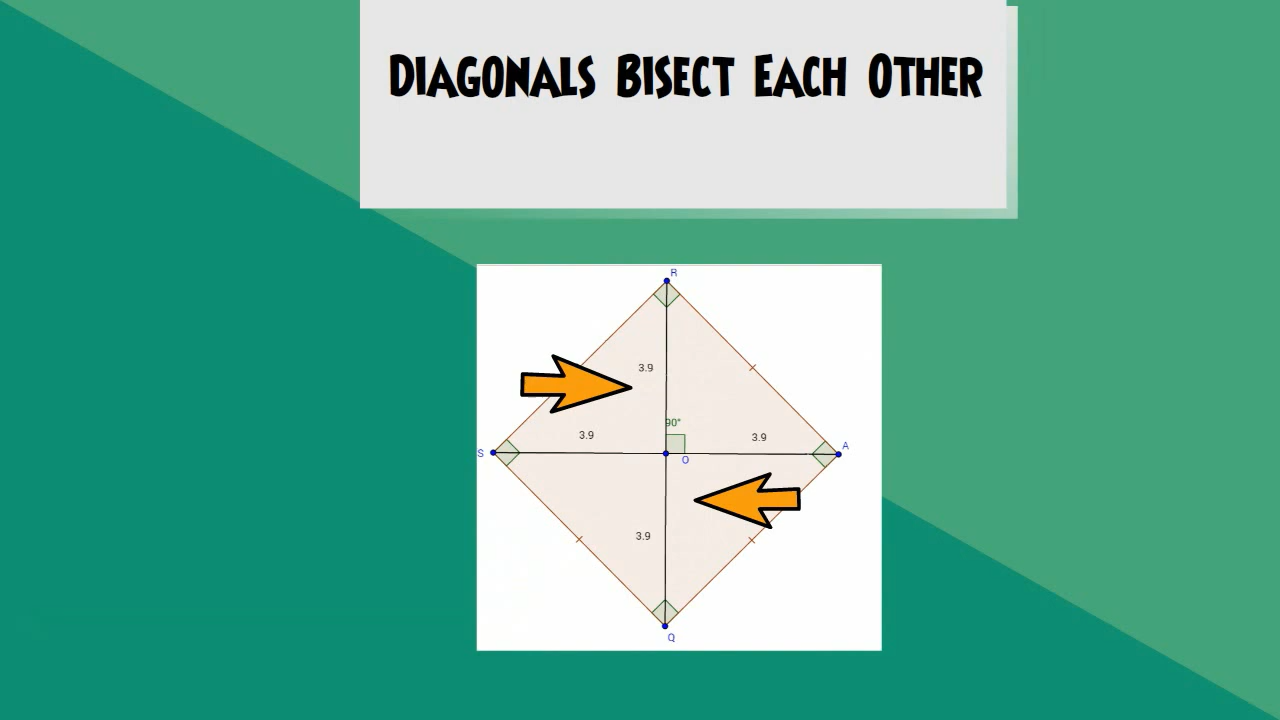 DIAGONALS BISECT EACH OTHER
R
3.9
90°
3.9
3.9
S
O
A
3.9
Q